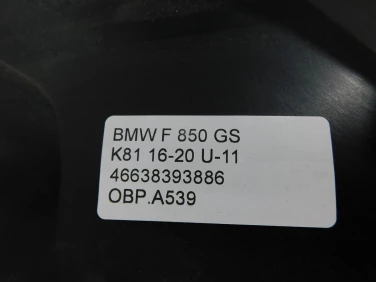 BMW F 850 GS
K81 16-20 U-11
46638393886
OBP.A539